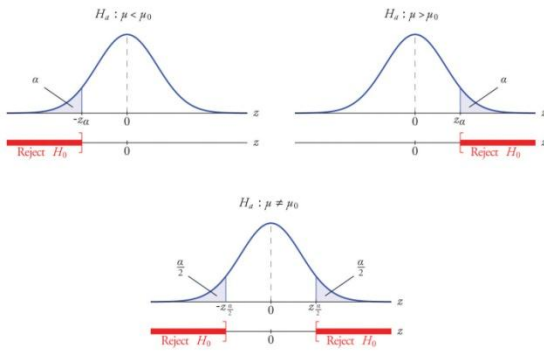 Hₐ : μ < μ₀
α
z
-z_α
0
z
Reject H₀
0
Hₐ : μ > μ₀
α
z
0
z_α
z
0
Reject H₀
Hₐ : μ ≠ μ₀
α/2
α/2
z
-z_α/2
0
z_α/2
z
Reject H₀
0
Reject H₀